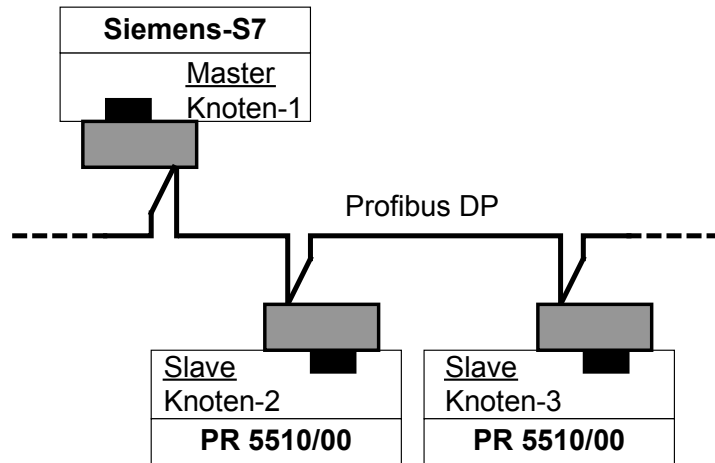 Siemens-S7
Master
Knoten-1
Profibus DP
Slave
Knoten-2
PR 5510/00
Slave
Knoten-3
PR 5510/00